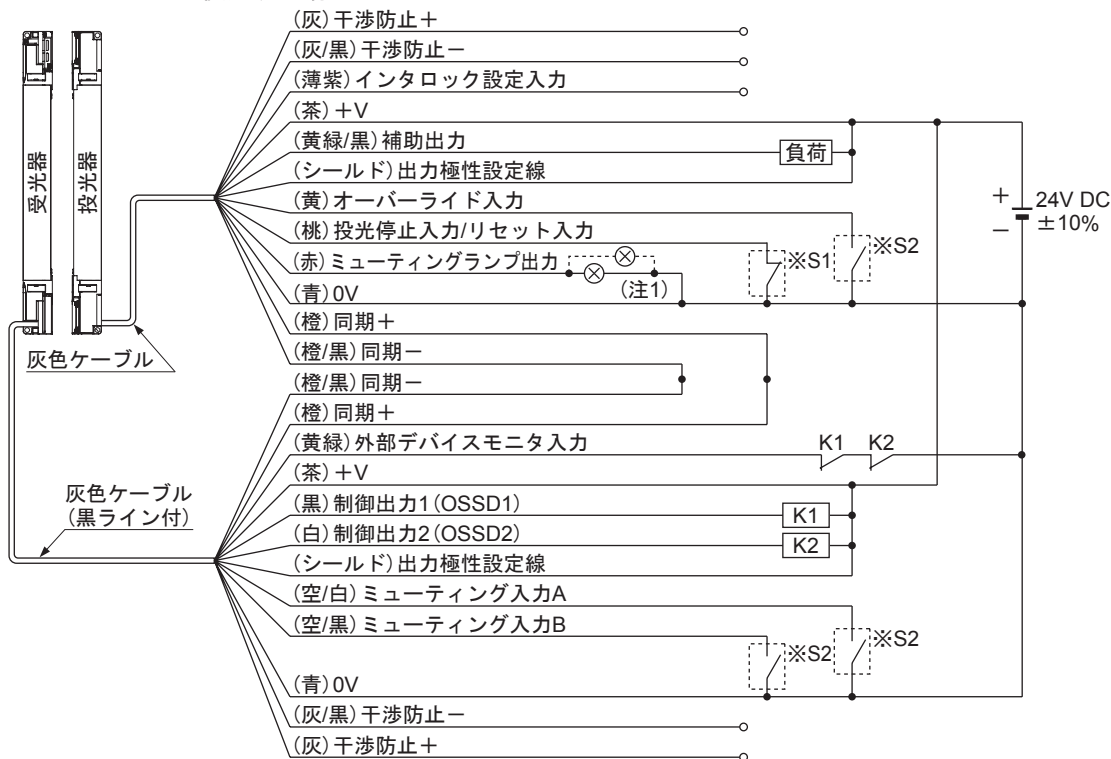 (灰)干渉防止＋
(灰/黒)干渉防止－
(薄紫)インタロック設定入力
(茶)＋V
(黄緑/黒)補助出力
負荷
(シールド)出力極性設定線
(黄)オーバーライド入力
＋
24V DC
±10%
－
(桃)投光停止入力/リセット入力
※S1
※S2
(赤)ミューティングランプ出力
(注1)
(青)0V
受光器
投光器
灰色ケーブル
(橙)同期＋
(橙/黒)同期－
(橙/黒)同期－
(橙)同期＋
(黄緑)外部デバイスモニタ入力
K1
K2
(茶)＋V
灰色ケーブル
(黒ライン付)
(黒)制御出力1(OSSD1)
K1
(白)制御出力2(OSSD2)
K2
(シールド)出力極性設定線
(空/白)ミューティング入力A
(空/黒)ミューティング入力B
※S2
※S2
(青)0V
(灰/黒)干渉防止－
(灰)干渉防止＋